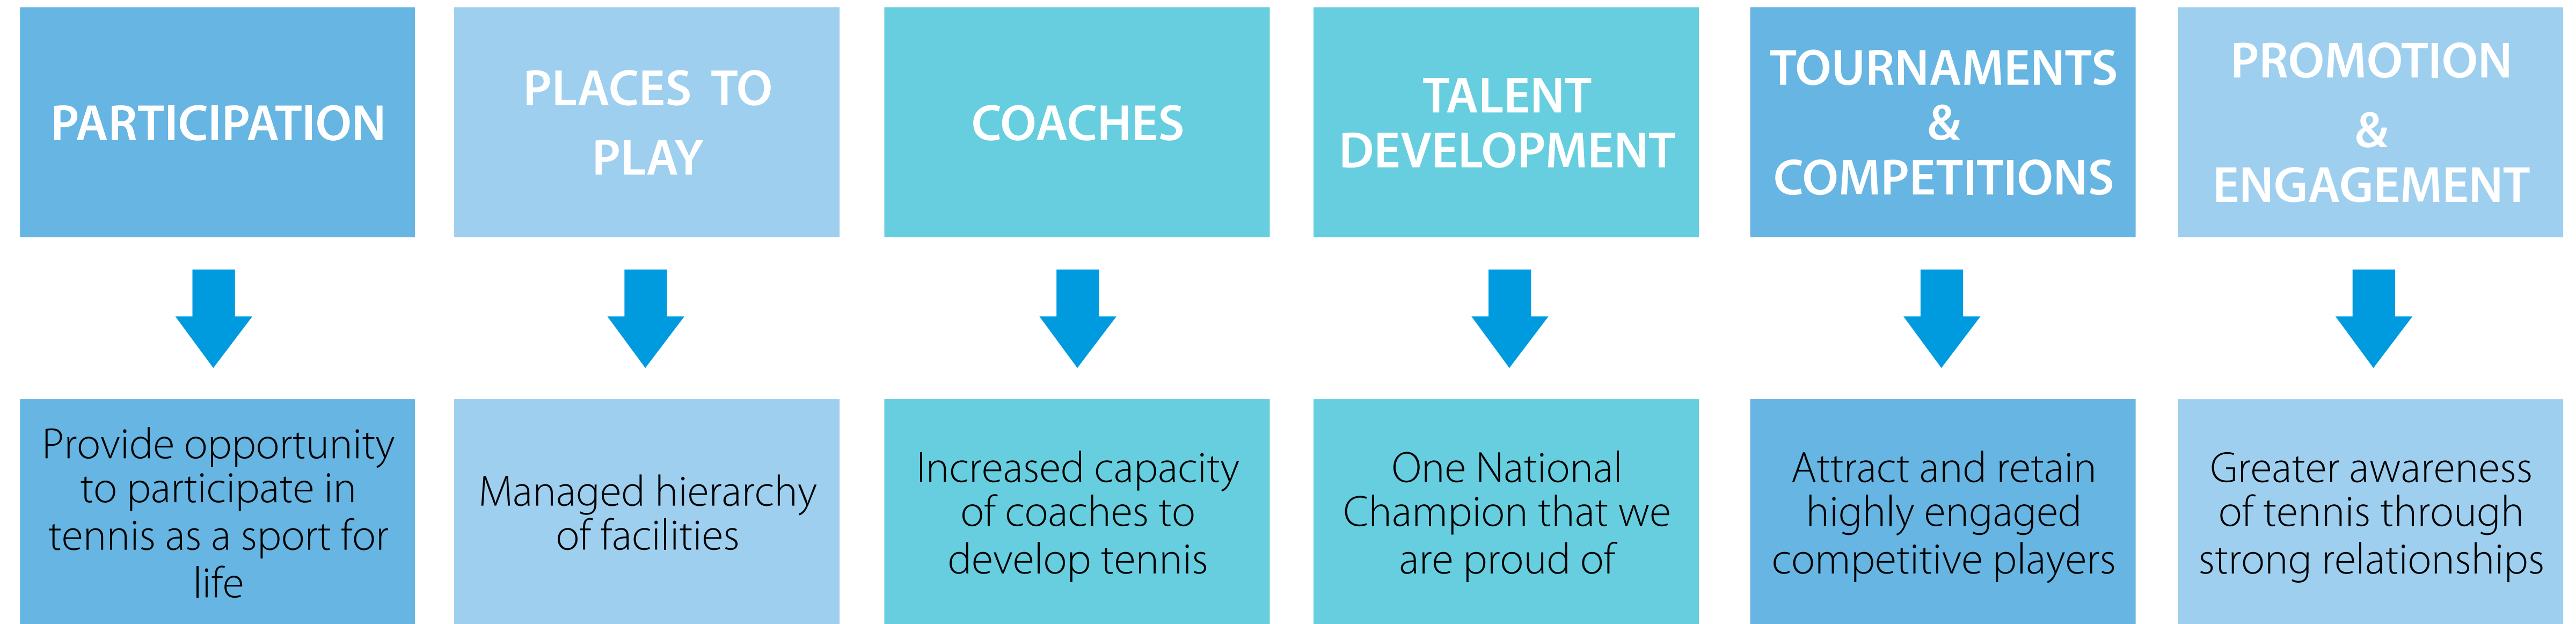 PARTICIPATION
Provide opportunity
to participate in
tennis as a sport for
life
PLACES TO
PLAY
Managed hierarchy
of facilities
COACHES
Increased capacity
of coaches to
develop tennis
TALENT
DEVELOPMENT
One National
Champion that we
are proud of
TOURNAMENTS
&
COMPETITIONS
Attract and retain
highly engaged
competitive players
PROMOTION
&
ENGAGEMENT
Greater awareness
of tennis through
strong relationships